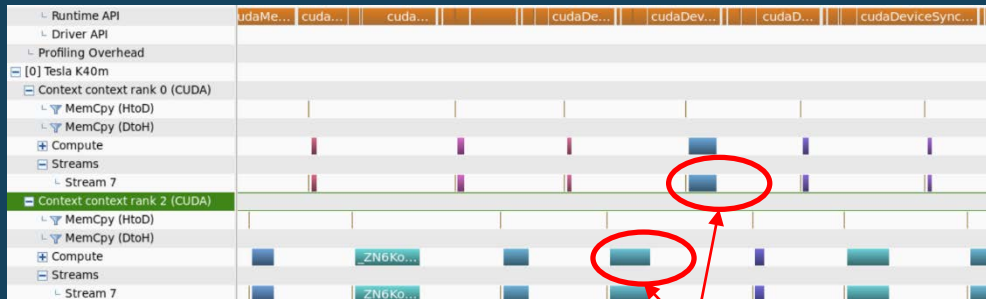 Runtime API udaMe... cuda... cuda... cudaDe... cudaDev... cudaD... cudaDeviceSync...
Driver API
Profiling Overhead
[0] Tesla K40m
Context context rank 0 (CUDA)
MemCpy (HtoD)
MemCpy (DtoH)
Compute
Streams
Stream 7
Context context rank 2 (CUDA)
MemCpy (HtoD)
MemCpy (DtoH)
Compute _ZN6Ko...
Streams
Stream 7 _ZN6Ko...